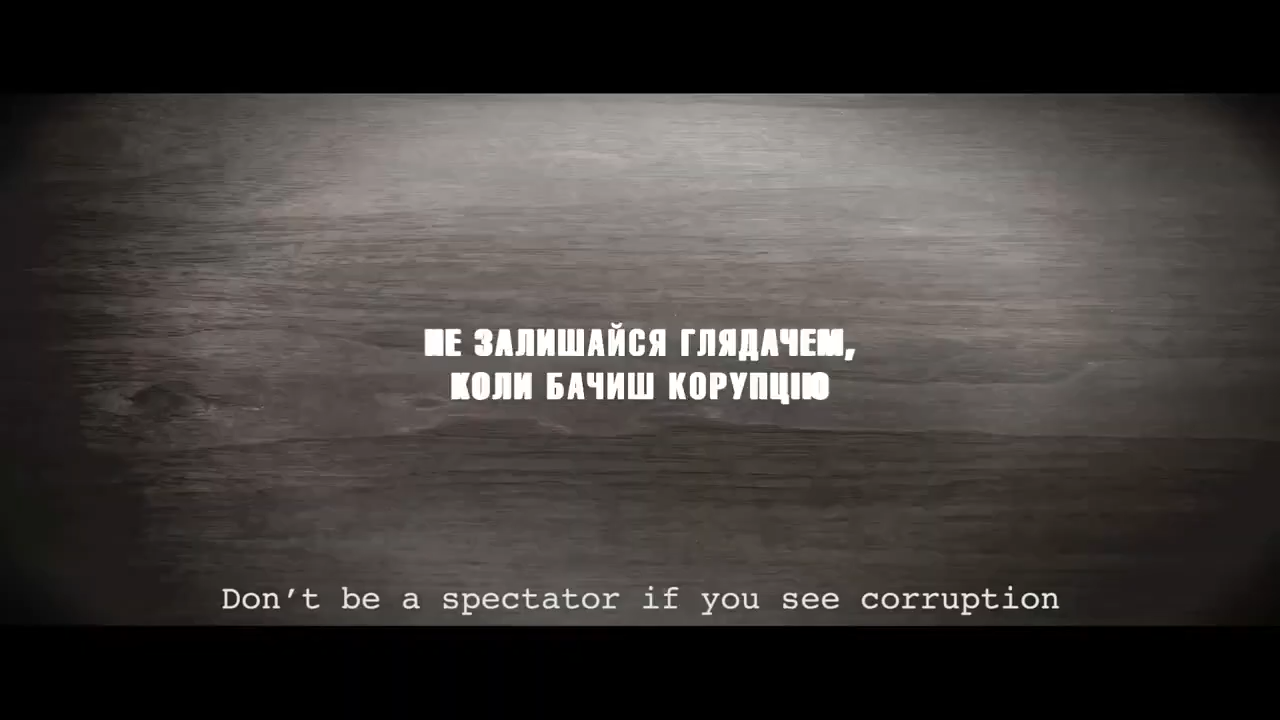 НЕ ЗАЛИШАЙСЯ ГЛЯДАЧЕМ,
КОЛИ БАЧИШ КОРУПЦІЮ
Don't be a spectator if you see corruption